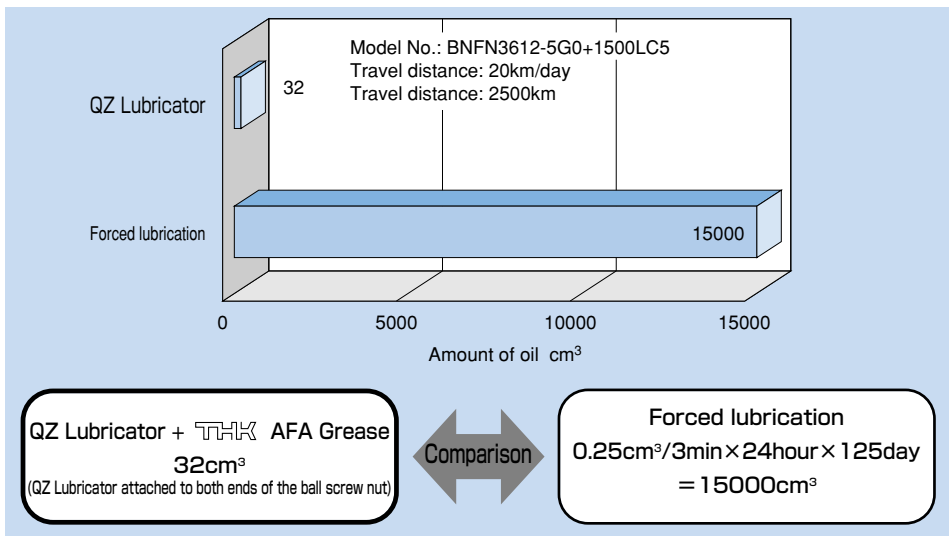 Model No.: BNFN3612-5G0+1500LC5
Travel distance: 20km/day
Travel distance: 2500km
QZ Lubricator
32
Forced lubrication
15000
0
5000
10000
15000
Amount of oil cm³
QZ Lubricator + THK AFA Grease
32cm³
(QZ Lubricator attached to both ends of the ball screw nut)
Comparison
Forced lubrication
0.25cm³/3min×24hour×125day
=15000cm³